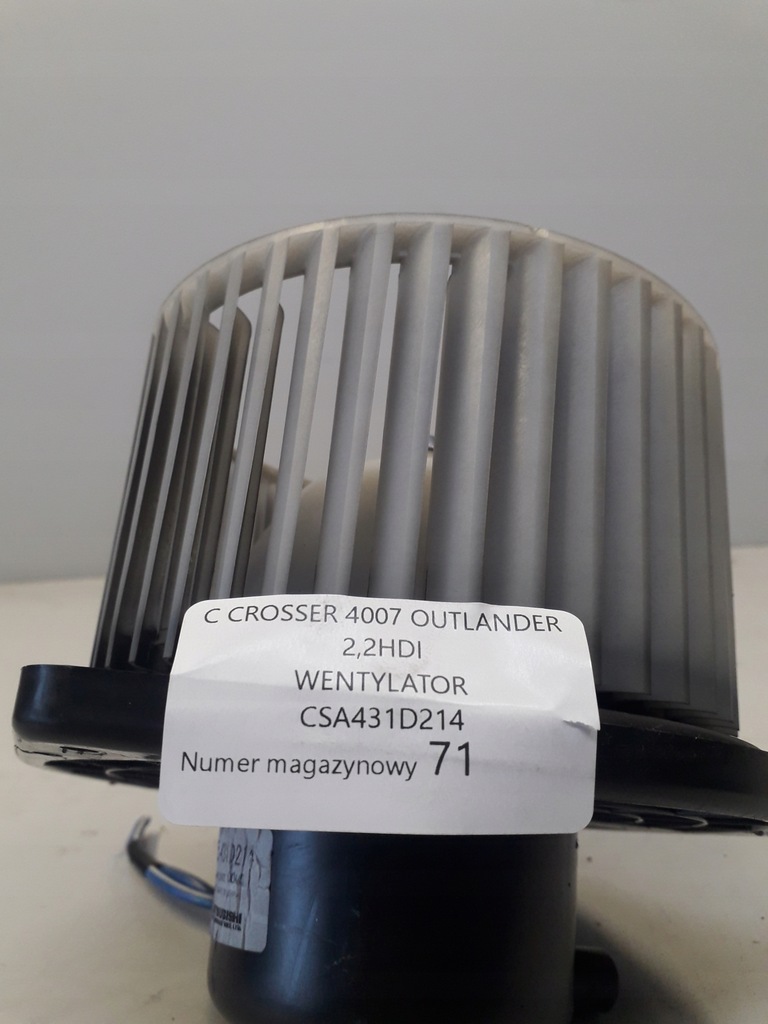 C CROSSER 4007 OUTLANDER
2,2HDI
WENTYLATOR
CSA431D214
Numer magazynowy 71